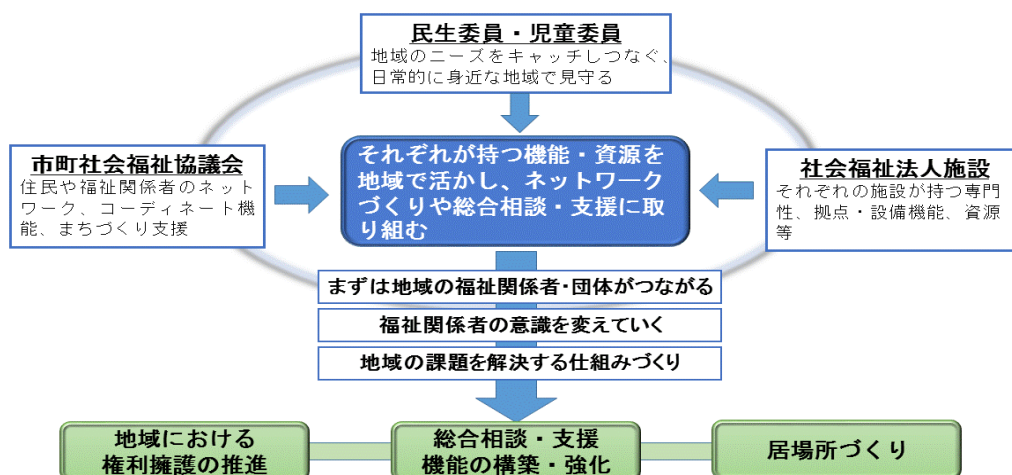 民生委員・児童委員
地域のニーズをキャッチしつなぐ、
日常的に身近な地域で見守る
市町社会福祉協議会
住民や福祉関係者のネット
ワーク、コーディネート機
能、まちづくり支援
それぞれが持つ機能・資源を
地域で活かし、ネットワーク
づくりや総合相談・支援に取
り組む
社会福祉法人施設
それぞれの施設が持つ専門
性、拠点・設備機能、資源
等
まずは地域の福祉関係者・団体がつながる
福祉関係者の意識を変えていく
地域の課題を解決する仕組みづくり
地域における
権利擁護の推進
総合相談・支援
機能の構築・強化
居場所づくり